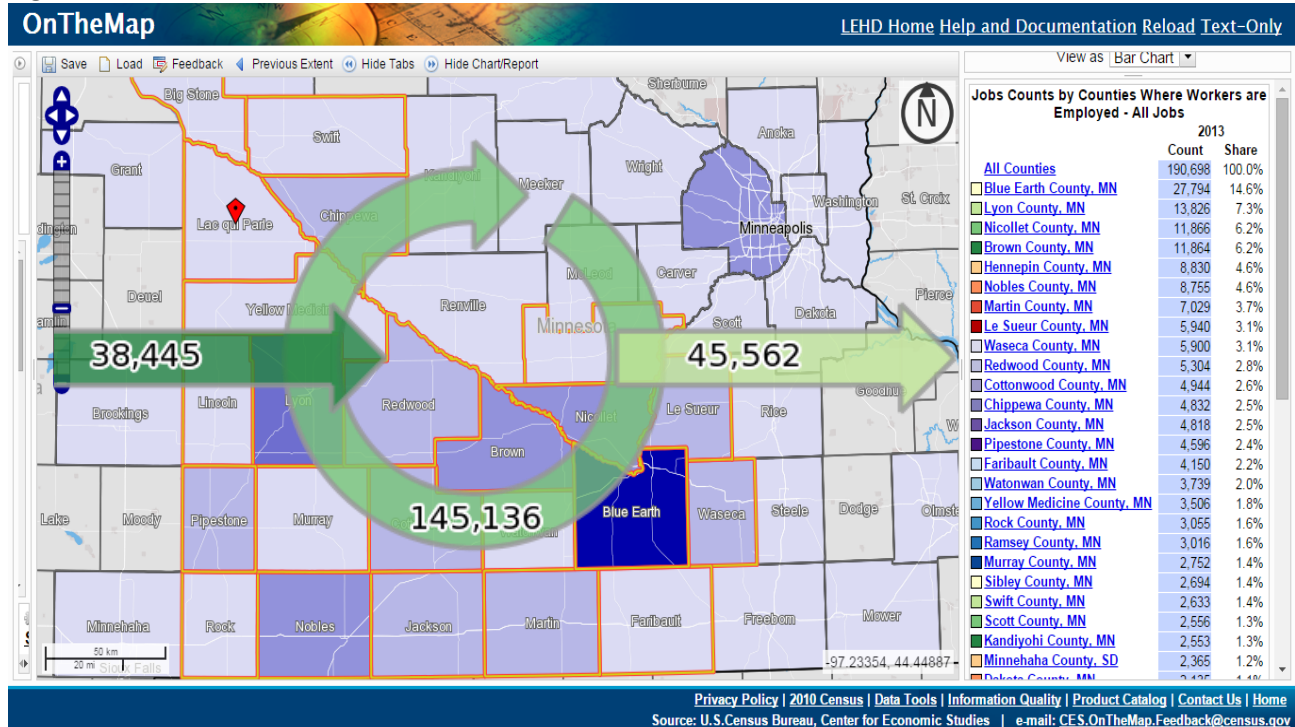 OnTheMap
LEHD Home Help and Documentation Reload Text-Only
Save Load Feedback Previous Extent Hide Tabs Hide Chart/Report
View as Bar Chart
N
Big Stone
Sherburne
Swift
Anoka
Grant
Kandiyohi
Meeker
Wright
Washington
St. Croix
Lac qui Parle
Chippewa
Minneapolis
McLeod
Carver
Deuel
Renville
Pierce
Yellow Medicine
Dakota
Minnesota
Scott
38,445
45,562
Goodhue
Brookings
Lincoln
Lyon
Redwood
Nicollet
Le Sueur
Rice
Brown
145,136
Lake
Moody
Pipestone
Murray
Blue Earth
Waseca
Steele
Dodge
Minnehaha
Rock
Nobles
Jackson
Martin
Faribault
Freeborn
Mower
50 km
20 mi
Sioux Falls
-97.23354, 44.44887
Jobs Counts by Counties Where Workers are
Employed - All Jobs
2013
Count Share
All Counties 190,698 100.0%
Blue Earth County, MN 27,794 14.6%
Lyon County, MN 13,826 7.3%
Nicollet County, MN 11,866 6.2%
Brown County, MN 11,864 6.2%
Hennepin County, MN 8,830 4.6%
Nobles County, MN 8,755 4.6%
Martin County, MN 7,029 3.7%
Le Sueur County, MN 5,940 3.1%
Waseca County, MN 5,900 3.1%
Redwood County, MN 5,304 2.8%
Cottonwood County, MN 4,944 2.6%
Chippewa County, MN 4,832 2.5%
Jackson County, MN 4,818 2.5%
Pipestone County, MN 4,596 2.4%
Faribault County, MN 4,150 2.2%
Watonwan County, MN 3,739 2.0%
Yellow Medicine County, MN 3,506 1.8%
Rock County, MN 3,055 1.6%
Ramsey County, MN 3,016 1.6%
Murray County, MN 2,752 1.4%
Sibley County, MN 2,694 1.4%
Swift County, MN 2,633 1.4%
Scott County, MN 2,556 1.3%
Kandiyohi County, MN 2,553 1.3%
Minnehaha County, SD 2,365 1.2%
Privacy Policy | 2010 Census | Data Tools | Information Quality | Product Catalog | Contact Us | Home
Source: U.S.Census Bureau, Center for Economic Studies | e-mail: CES.OnTheMap.Feedback@census.gov